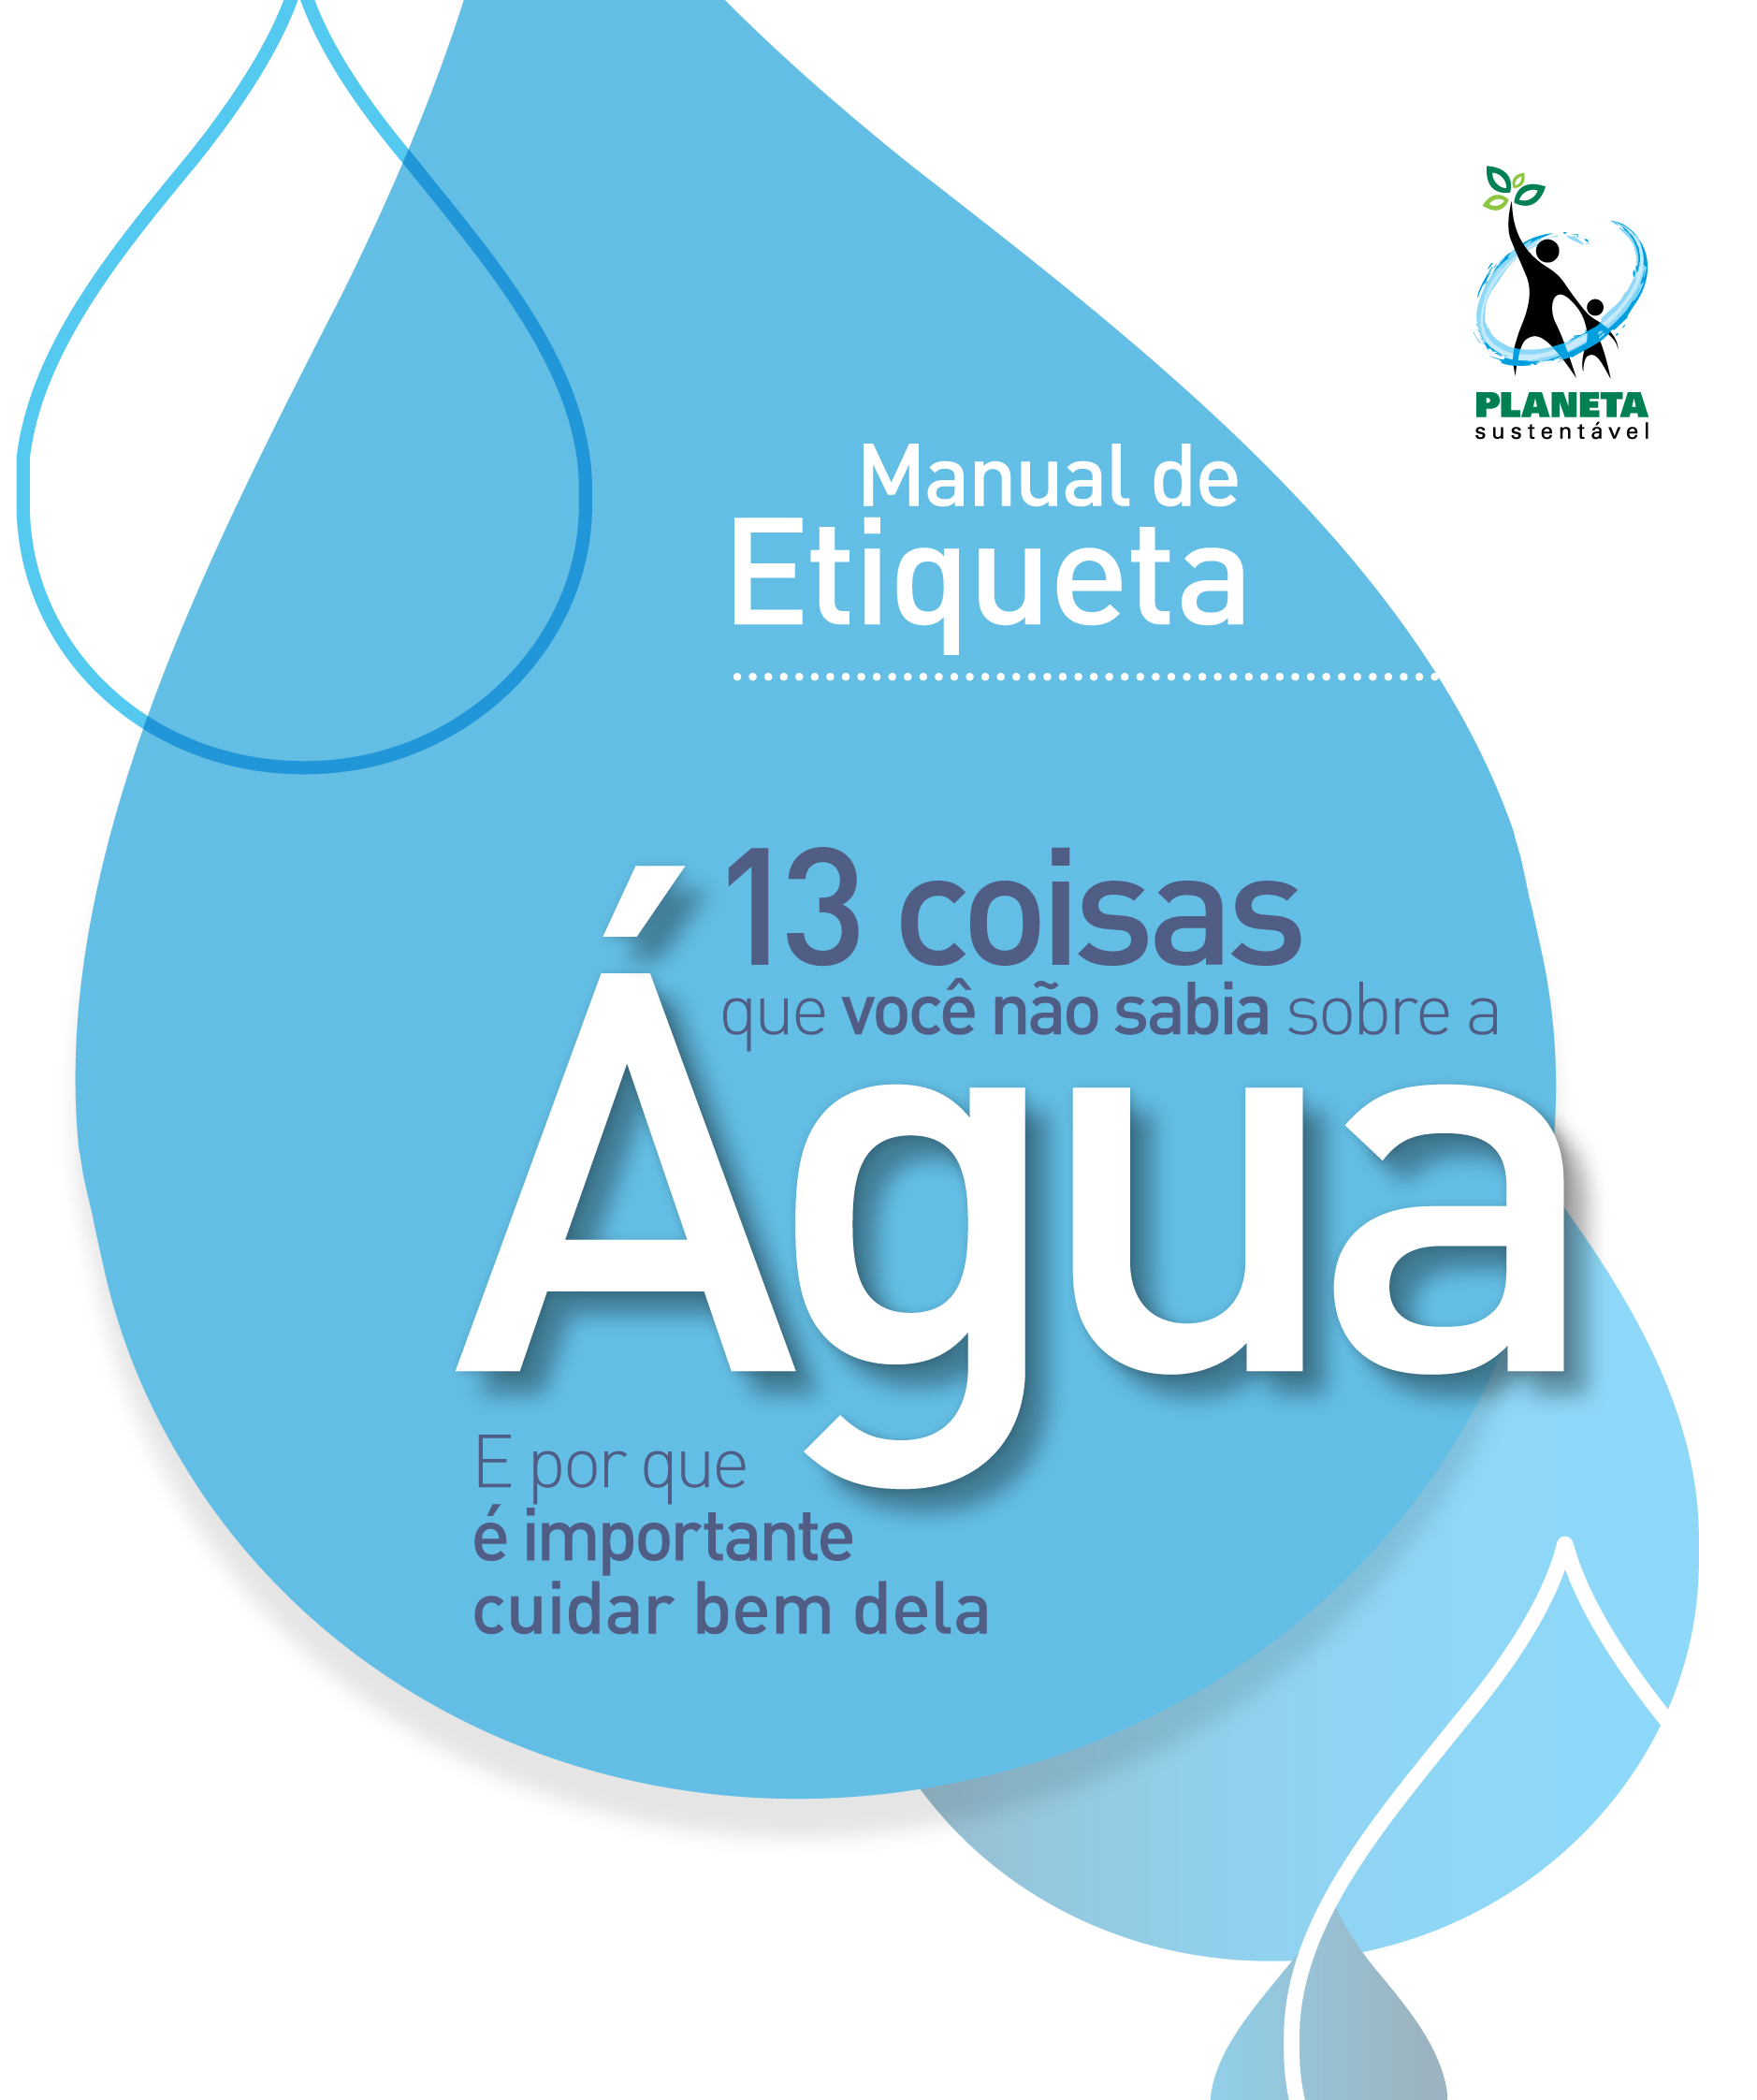 PLANETA
sustentável
Manual de
Etiqueta
13 coisas
que você não sabia sobre a
Água
E por que
é importante
cuidar bem dela